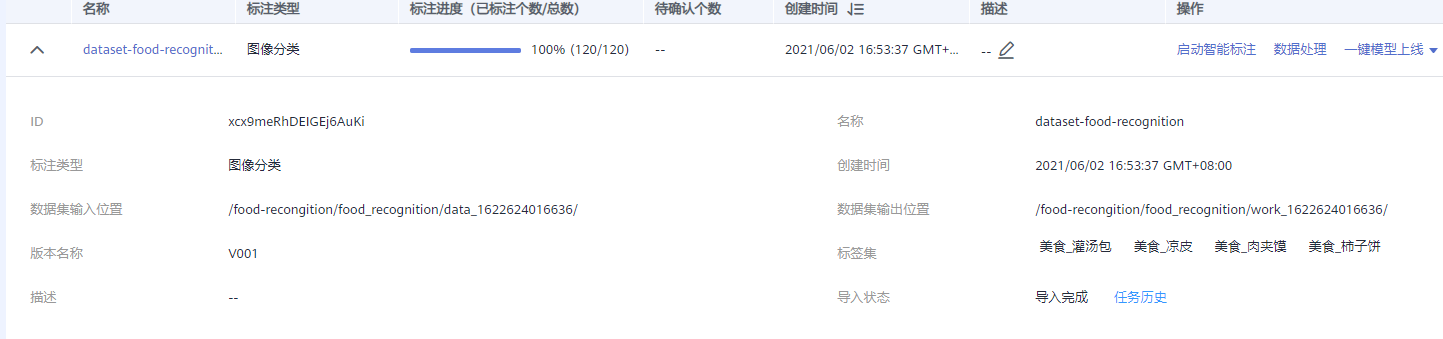 名称 标注类型 标注进度（已标注个数/总数） 待确认个数 创建时间 描述 操作
dataset-food-recognit... 图像分类 100% (120/120) -- 2021/06/02 16:53:37 GMT+... -- 启动智能标注 数据处理 一键模型上线
ID xcx9meRhDEIGEj6AuKi 名称 dataset-food-recognition
标注类型 图像分类 创建时间 2021/06/02 16:53:37 GMT+08:00
数据集输入位置 /food-recongition/food_recognition/data_1622624016636/ 数据集输出位置 /food-recongition/food_recognition/work_1622624016636/
版本名称 V001 标签集 美食_灌汤包 美食_凉皮 美食_肉夹馍 美食_柿子饼
描述 -- 导入状态 导入完成 任务历史